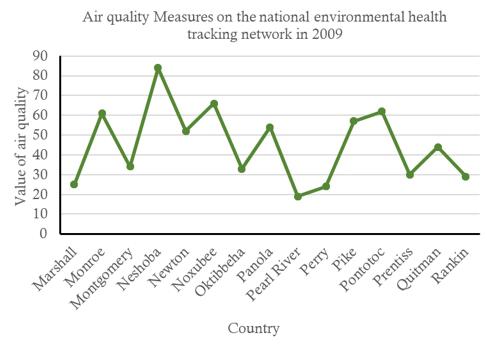 Air quality Measures on the national environmental health
tracking network in 2009
Value of air quality
90
80
70
60
50
40
30
20
10
0
Marshall
Monroe
Montgomery
Neshoba
Newton
Noxubee
Oktibbeha
Panola
Pearl River
Perry
Pike
Pontotoc
Prentiss
Quitman
Rankin
Country